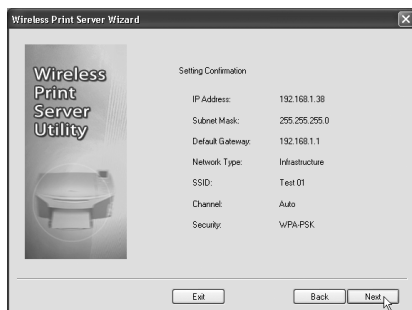 Wireless Print Server Wizard
Wireless
Print
Server
Utility
Setting Confirmation
IP Address: 192.168.1.38
Subnet Mask: 255.255.255.0
Default Gateway: 192.168.1.1
Network Type: Infrastructure
SSID: Test 01
Channel: Auto
Security: WPA-PSK
Exit Back Next